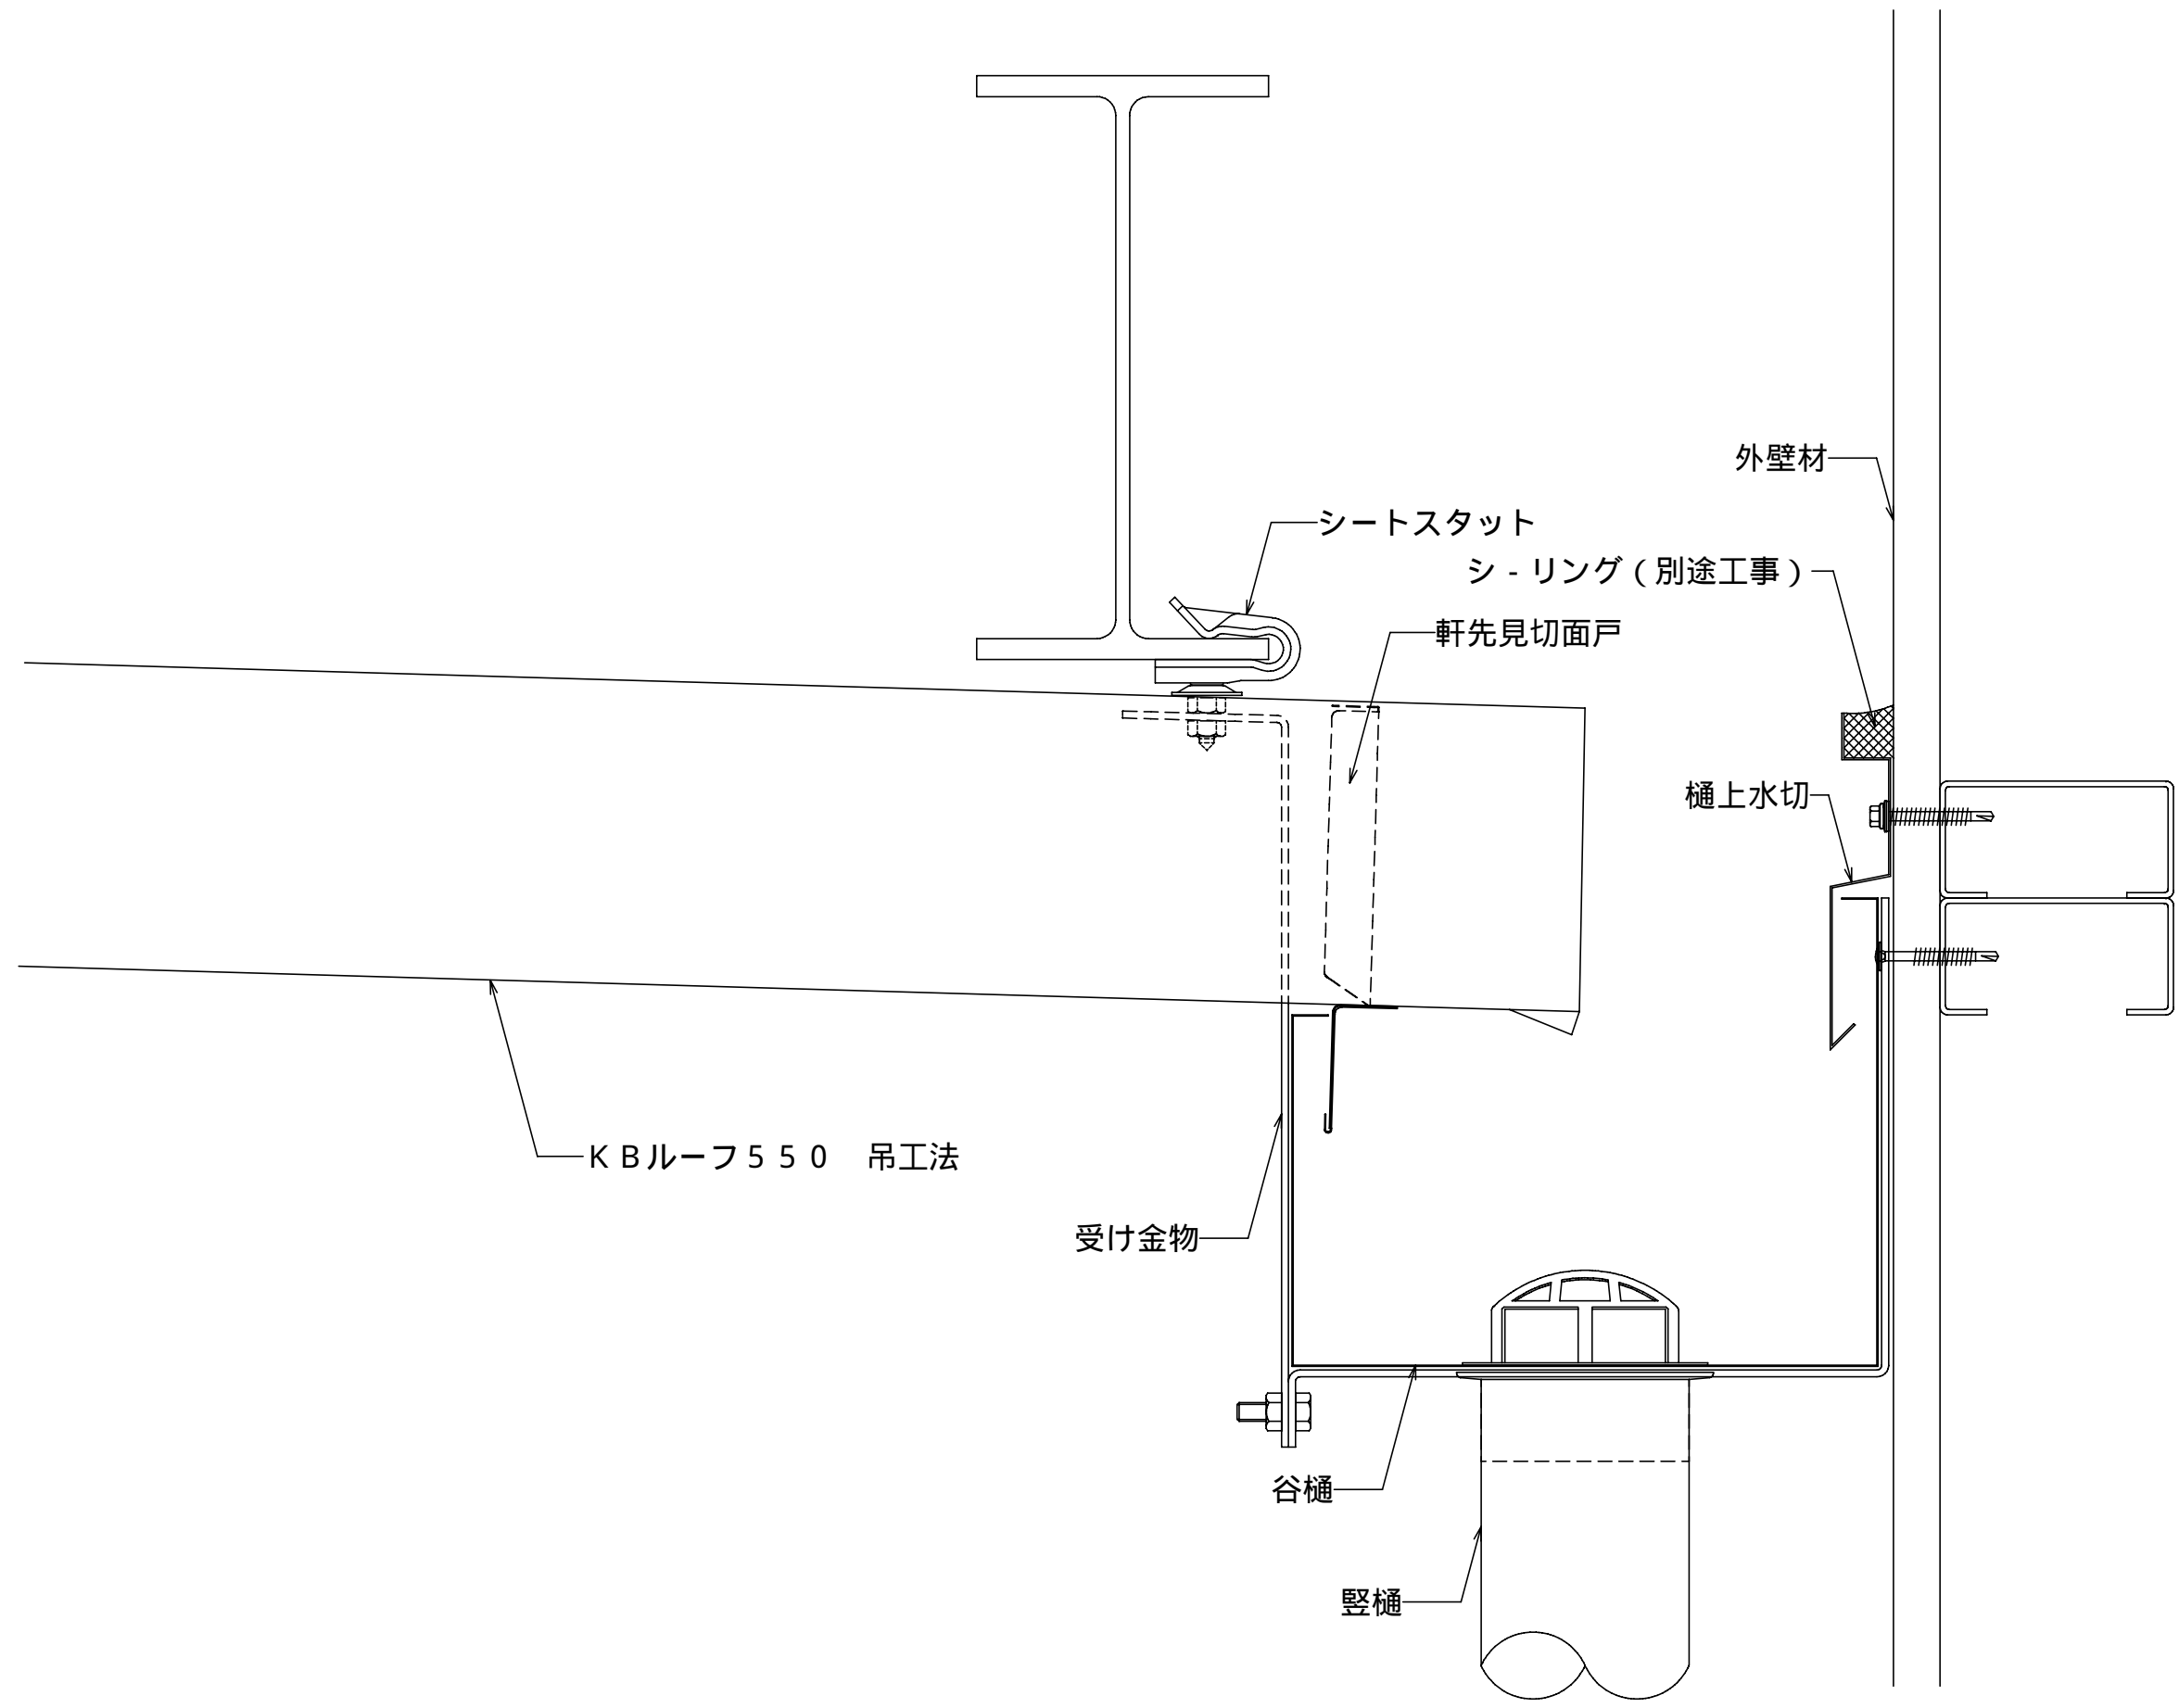 外壁材
シートスタット
シ-リング(別途工事)
軒先見切面戸
樋上水切
KBルーフ550 吊工法
受け金物
谷樋
竪樋